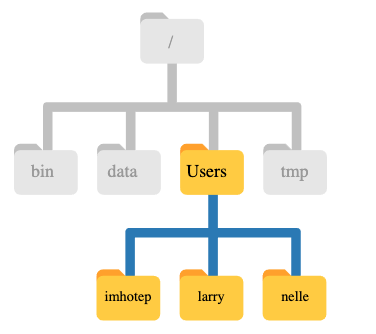 /
bin
data
Users
tmp
imhotep
larry
nelle